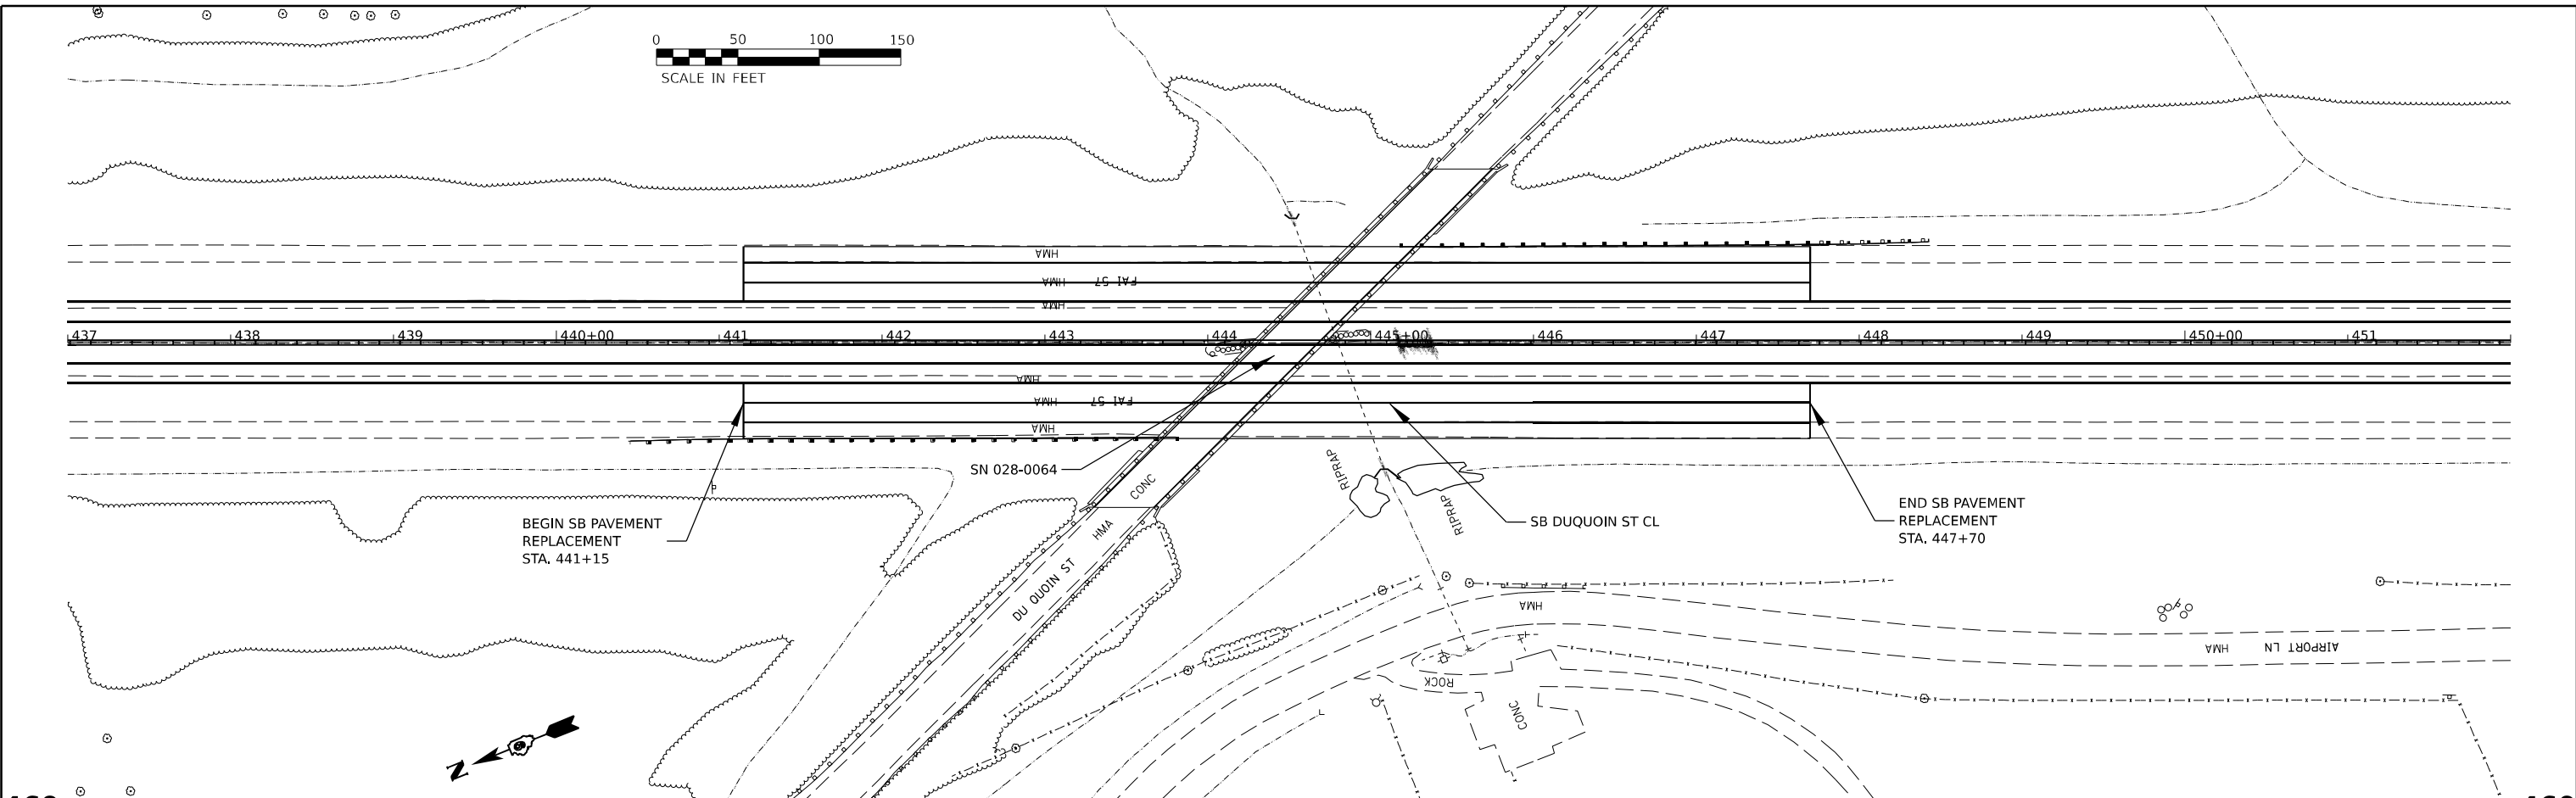 0 50 100 150
SCALE IN FEET
HMA
HMA FAI 57
HMA
437 438 439 440+00 441 442 443 444 445+00 446 447 448 449 450+00 451
HMA
HMA FAI 57
HMA
SN 028-0064
CONC
HMA
DU QUOIN ST
RIPRAP
RIPRAP
BEGIN SB PAVEMENT
REPLACEMENT
STA. 441+15
SB DUQUOIN ST CL
END SB PAVEMENT
REPLACEMENT
STA. 447+70
P
HMA
HMA AIRPORT LN
ROCK
CONC
N